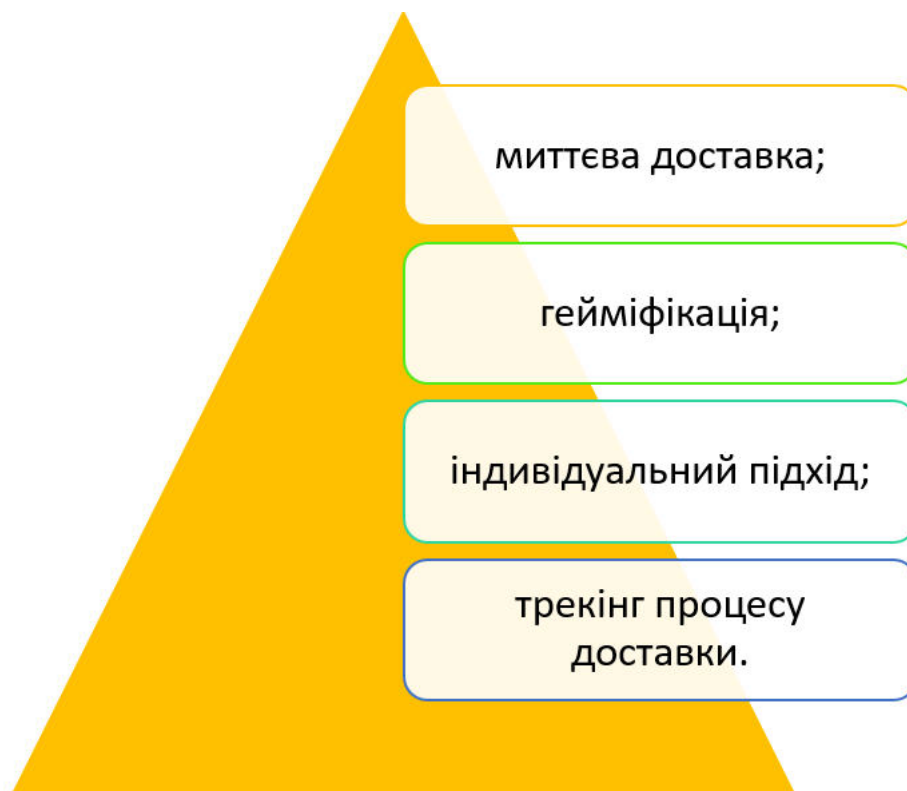 миттєва доставка;
гейміфікація;
індивідуальний підхід;
трекінг процесу
доставки.